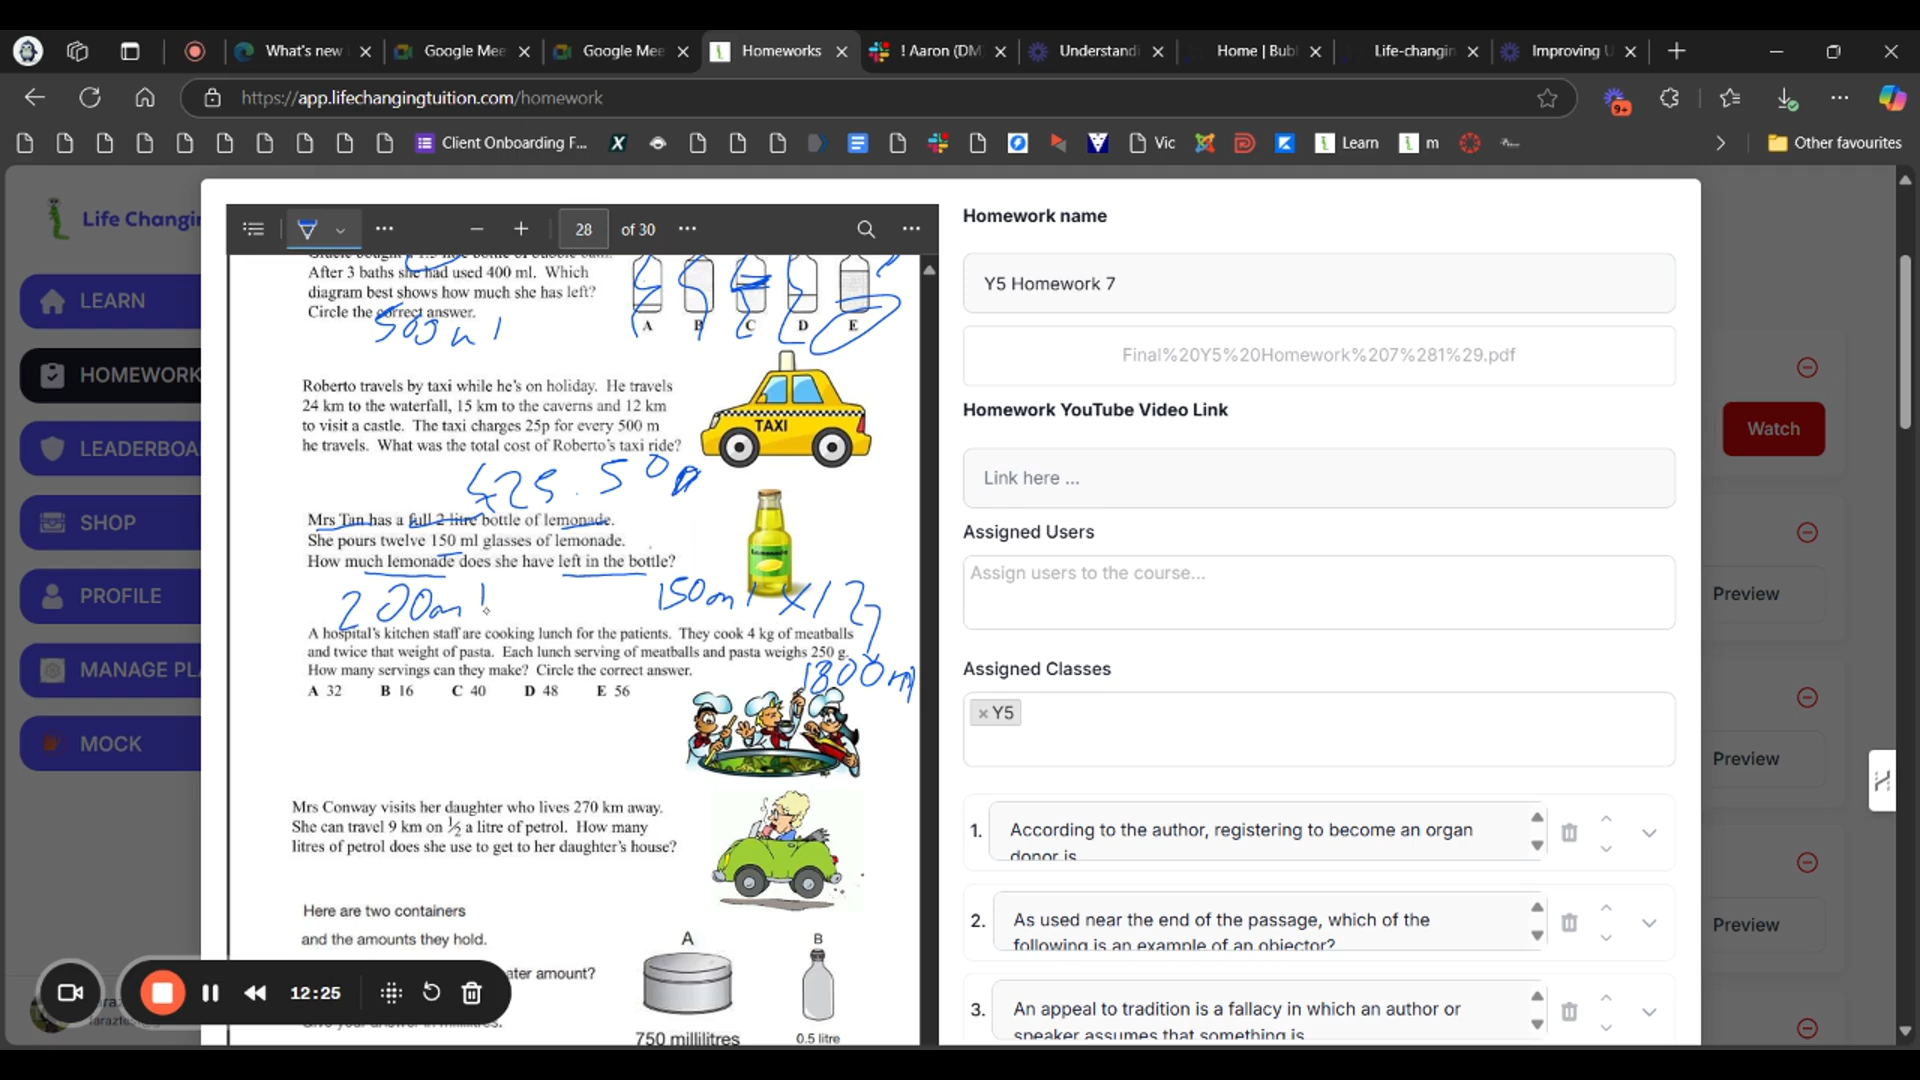 What's new
Google Mee
Google Mee
Homeworks
! Aaron (DM
Understandi
Home | Bubl
Life-changin
Improving U
https://app.lifechangingtuition.com/homework
9+
Client Onboarding F...
Vic
Learn
m
Other favourites
Life Changin
LEARN
HOMEWORK
LEADERBOA
SHOP
PROFILE
MANAGE PLA
MOCK
28 of 30
After 3 baths she had used 400 ml. Which
diagram best shows how much she has left?
Circle the correct answer.
A B C D E
500ml
Roberto travels by taxi while he's on holiday. He travels
24 km to the waterfall, 15 km to the caverns and 12 km
to visit a castle. The taxi charges 25p for every 500 m
he travels. What was the total cost of Roberto's taxi ride?
TAXI
£25.50p
Mrs Tan has a full 2 litre bottle of lemonade.
She pours twelve 150 ml glasses of lemonade.
How much lemonade does she have left in the bottle?
Lemonade
200ml
150ml x 12
1800ml
A hospital's kitchen staff are cooking lunch for the patients. They cook 4 kg of meatballs
and twice that weight of pasta. Each lunch serving of meatballs and pasta weighs 250 g.
How many servings can they make? Circle the correct answer.
A 32 B 16 C 40 D 48 E 56
Mrs Conway visits her daughter who lives 270 km away.
She can travel 9 km on ½ a litre of petrol. How many
litres of petrol does she use to get to her daughter's house?
Here are two containers
and the amounts they hold.
A B
ater amount?
750 millilitres
0.5 litre
12:25
Homework name
Y5 Homework 7
Final%20Y5%20Homework%207%281%29.pdf
Homework YouTube Video Link
Link here ...
Assigned Users
Assign users to the course...
Assigned Classes
× Y5
1. According to the author, registering to become an organ
donor is
2. As used near the end of the passage, which of the
following is an example of an objector?
3. An appeal to tradition is a fallacy in which an author or
speaker assumes that something is
Watch
Preview
Preview
Preview